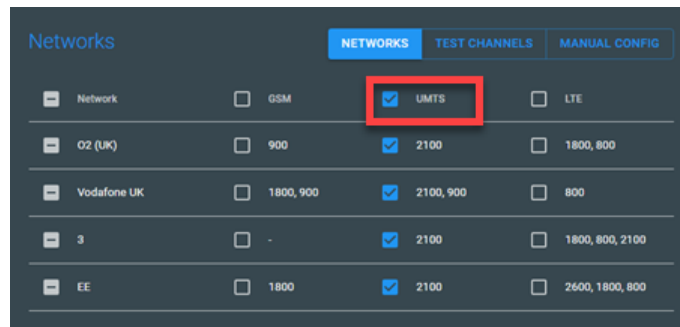 Networks NETWORKS TEST CHANNELS MANUAL CONFIG
Network GSM UMTS LTE
O2 (UK) 900 2100 1800, 800
Vodafone UK 1800, 900 2100, 900 800
3 - 2100 1800, 800, 2100
EE 1800 2100 2600, 1800, 800